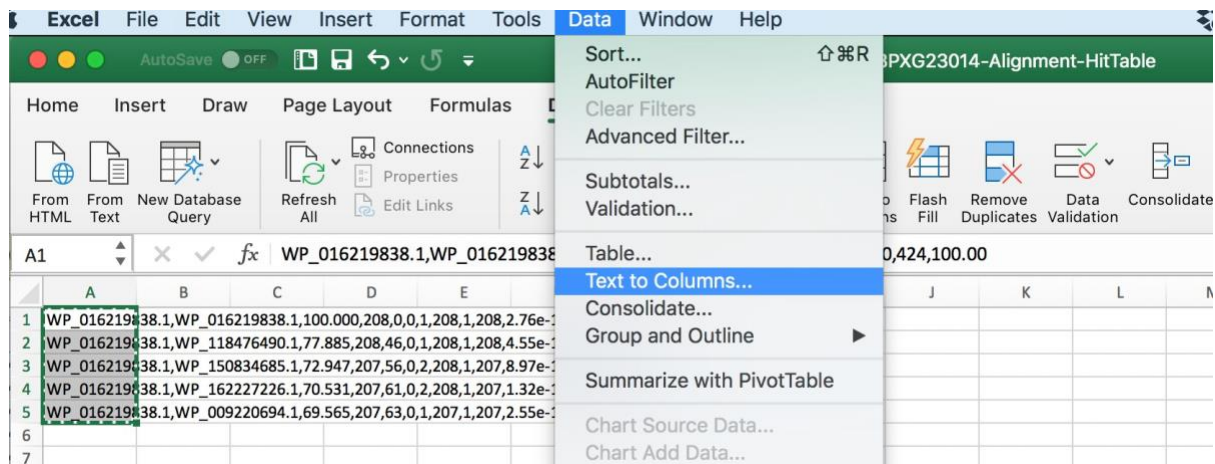 Excel File Edit View Insert Format Tools Data Window Help
AutoSave OFF
PXG23014-Alignment-HitTable
Home Insert Draw Page Layout Formulas
Sort... ⇧⌘R
AutoFilter
Clear Filters
Advanced Filter...
Subtotals...
Validation...
Table...
Text to Columns...
Consolidate...
Group and Outline ▶
Summarize with PivotTable
Chart Source Data...
Chart Add Data...
From HTML
From Text
New Database Query
Refresh All
Connections
Properties
Edit Links
Flash Fill
Remove Duplicates
Data Validation
Consolidate
A1 fx WP_016219838.1,WP_016219838 0,424,100.00
A B C D E J K L
1 WP_016219838.1,WP_016219838.1,100.000,208,0,0,1,208,1,208,2.76e-
2 WP_016219838.1,WP_118476490.1,77.885,208,46,0,1,208,1,208,4.55e-
3 WP_016219838.1,WP_150834685.1,72.947,207,56,0,2,208,1,207,8.97e-
4 WP_016219838.1,WP_162227226.1,70.531,207,61,0,2,208,1,207,1.32e-
5 WP_016219838.1,WP_009220694.1,69.565,207,63,0,1,207,1,207,2.55e-
6
7